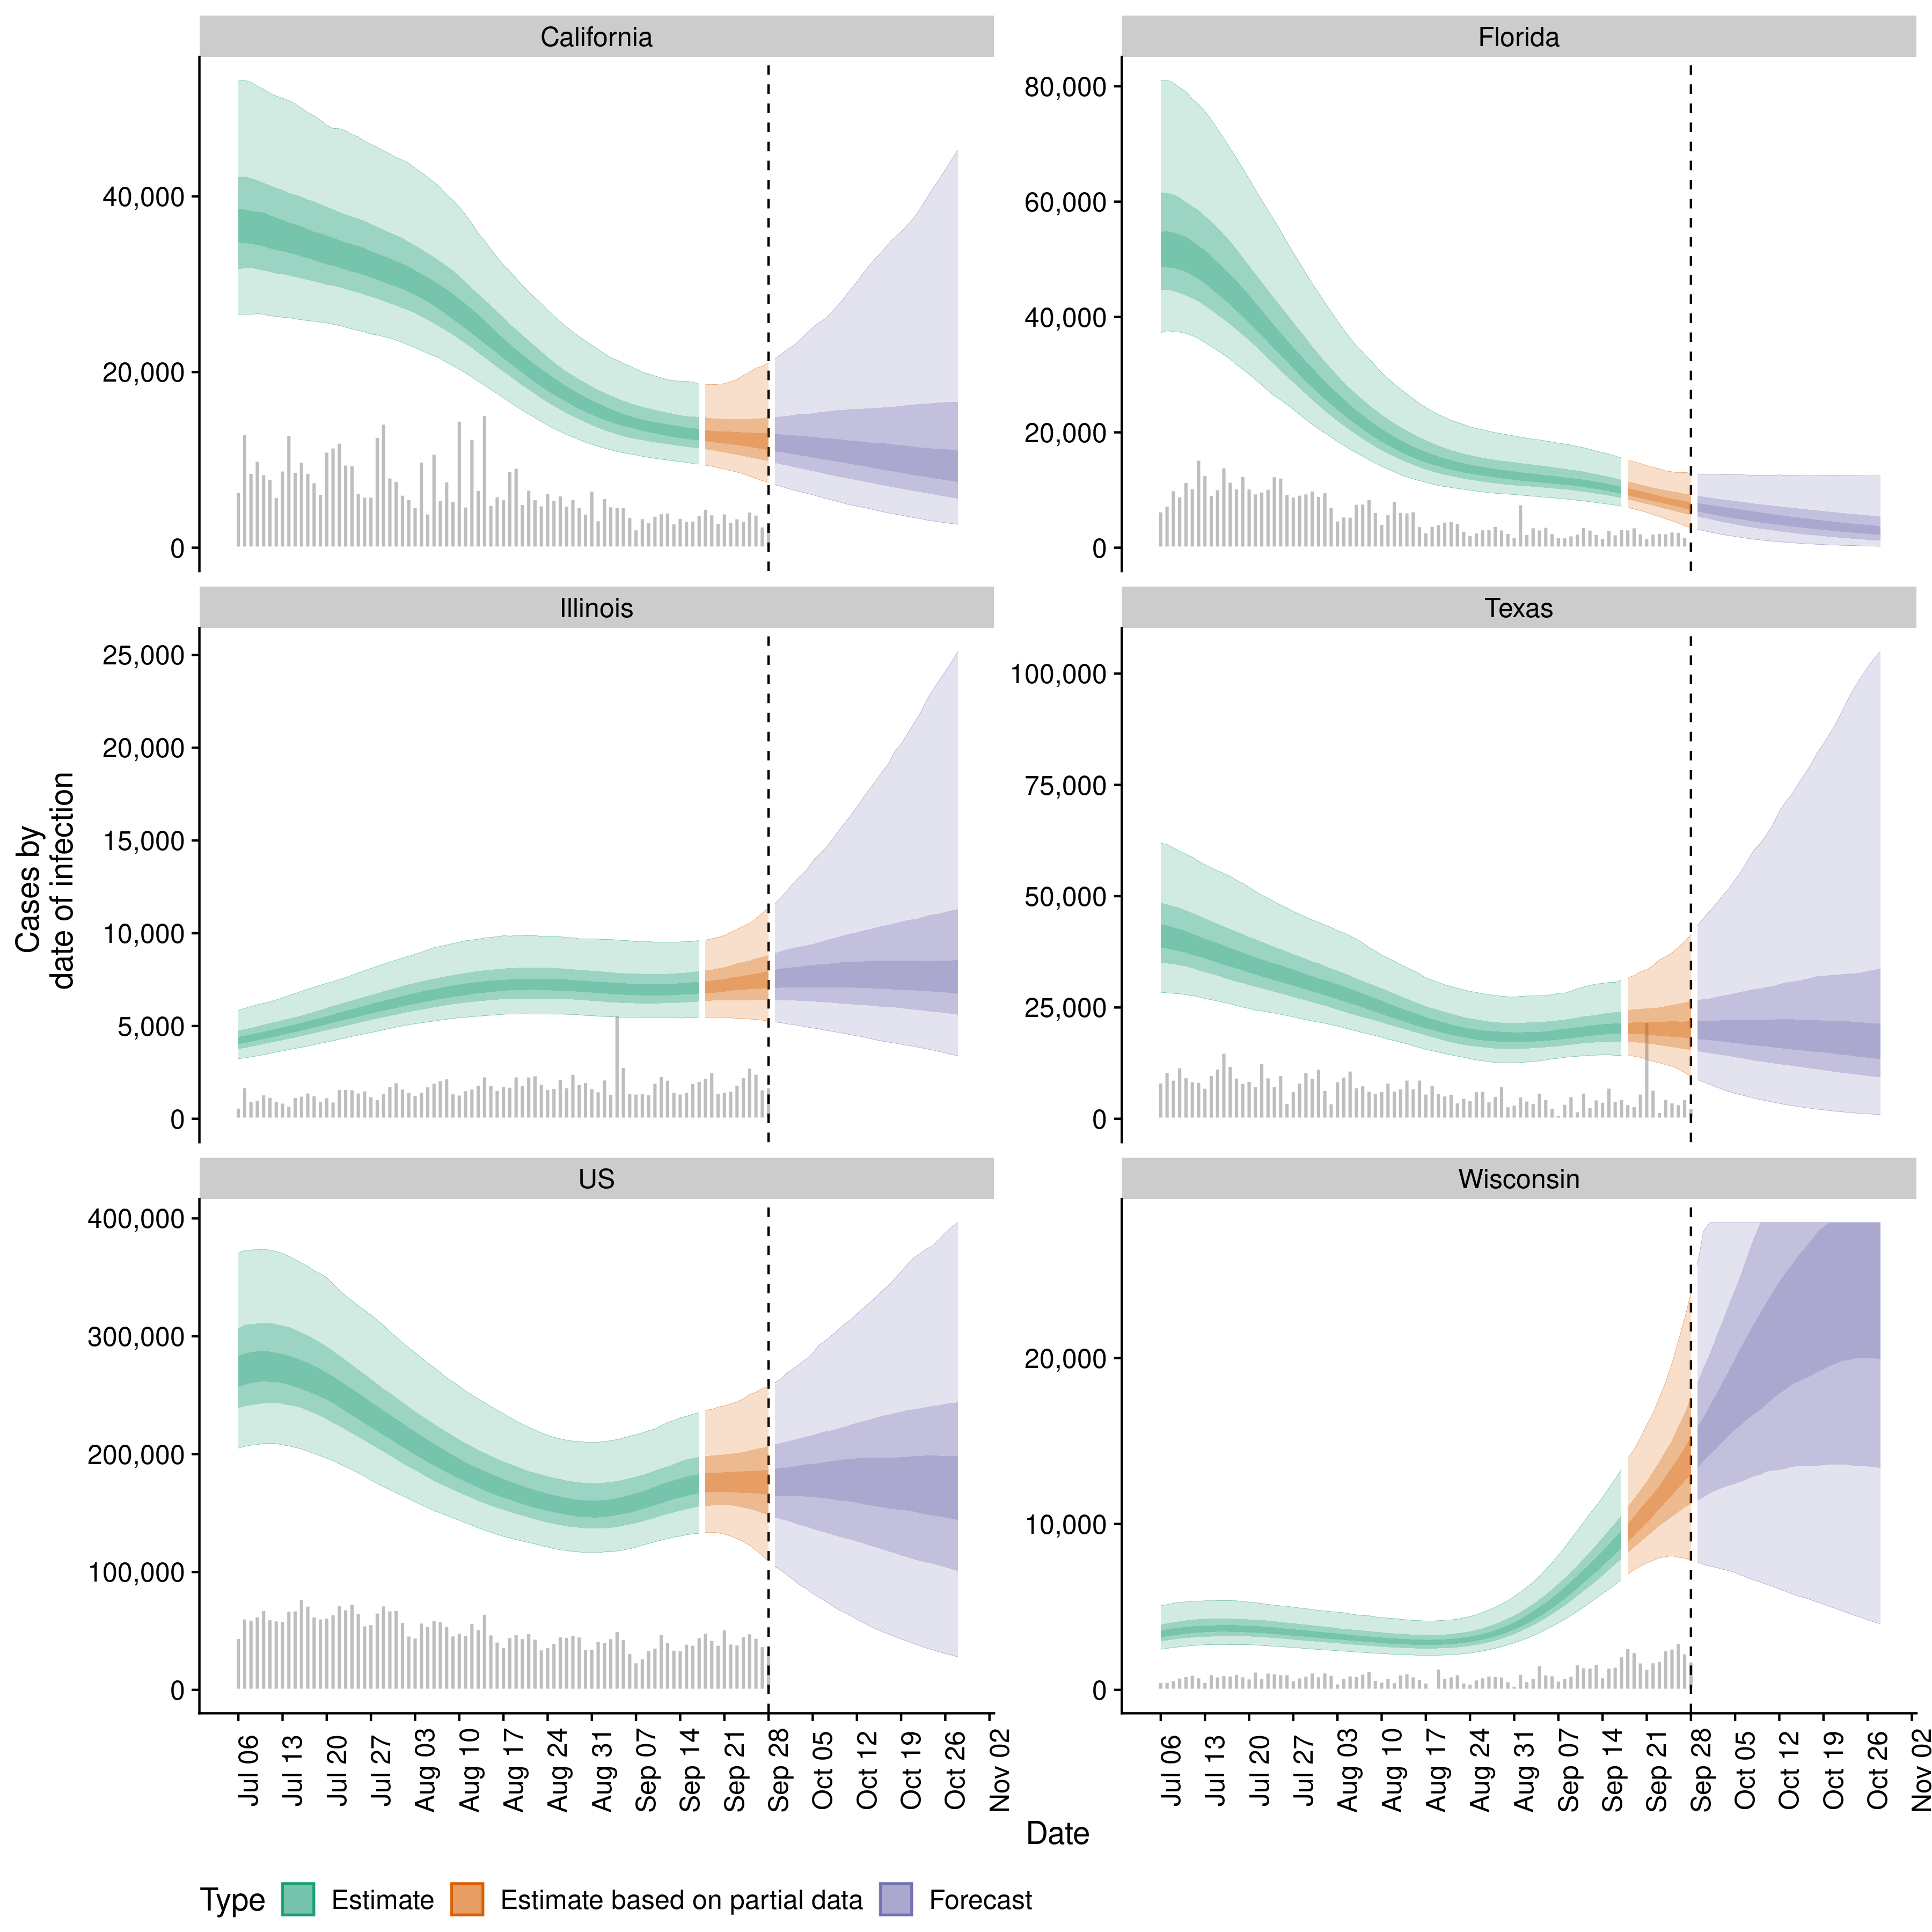 California
Florida
40,000
20,000
0
80,000
60,000
40,000
20,000
0
Illinois
Texas
25,000
20,000
15,000
10,000
5,000
0
100,000
75,000
50,000
25,000
0
Cases by
date of infection
US
Wisconsin
400,000
300,000
200,000
100,000
0
20,000
10,000
0
Jul 06
Jul 13
Jul 20
Jul 27
Aug 03
Aug 10
Aug 17
Aug 24
Aug 31
Sep 07
Sep 14
Sep 21
Sep 28
Oct 05
Oct 12
Oct 19
Oct 26
Nov 02
Jul 06
Jul 13
Jul 20
Jul 27
Aug 03
Aug 10
Aug 17
Aug 24
Aug 31
Sep 07
Sep 14
Sep 21
Sep 28
Oct 05
Oct 12
Oct 19
Oct 26
Nov 02
Date
Type Estimate Estimate based on partial data Forecast